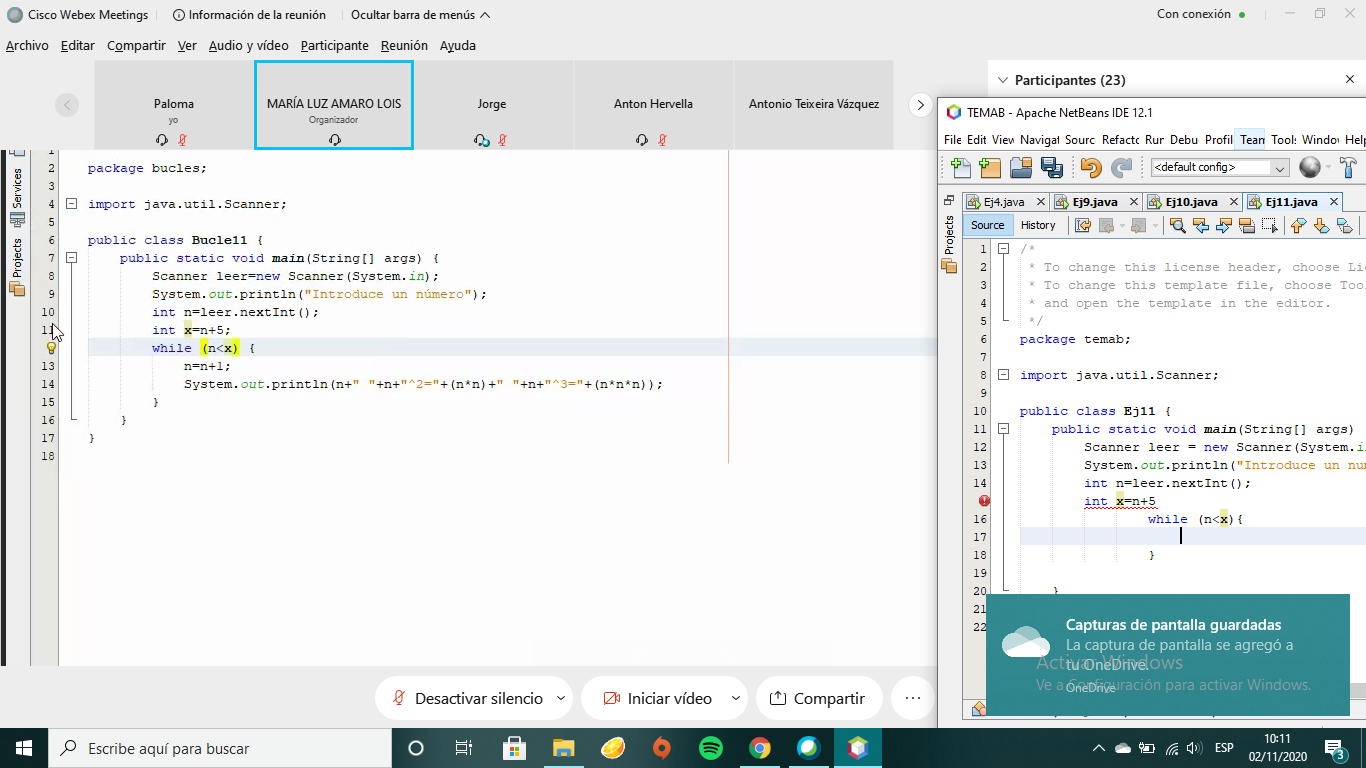 Cisco Webex Meetings
Información de la reunión
Ocultar barra de menús
Con conexión
Archivo Editar Compartir Ver Audio y vídeo Participante Reunión Ayuda
Paloma
yo
MARÍA LUZ AMARO LOIS
Organizador
Jorge
Anton Hervella
Antonio Teixeira Vázquez
Participantes (23)
Services
Projects
1
2 package bucles;
3
4 import java.util.Scanner;
5
6 public class Bucle11 {
7 public static void main(String[] args) {
8 Scanner leer=new Scanner(System.in);
9 System.out.println("Introduce un número");
10 int n=leer.nextInt();
11 int x=n+5;
while (n<x) {
13 n=n+1;
14 System.out.println(n+" "+n+"^2="+(n*n)+" "+n+"^3="+(n*n*n));
15 }
16 }
17 }
18
Desactivar silencio
Iniciar vídeo
Compartir
TEMAB - Apache NetBeans IDE 12.1
File Edit View Navigat Sourc Refacto Run Debu Profil Team Tools Windov Help
<default config>
Ej4.java Ej9.java Ej10.java Ej11.java
Source History
Projects
1 /*
2 * To change this license header, choose Lic
3 * To change this template file, choose Tool
4 * and open the template in the editor.
5 */
6 package temab;
7
8 import java.util.Scanner;
9
10 public class Ej11 {
11 public static void main(String[] args)
12 Scanner leer = new Scanner(System.i
13 System.out.println("Introduce un num
14 int n=leer.nextInt();
int x=n+5
16 while (n<x){
17
18 }
19
20 }
21
22
Capturas de pantalla guardadas
La captura de pantalla se agregó a
tu OneDrive.
OneDrive
Activar Windows
Ve a Configuración para activar Windows.
Escribe aquí para buscar
ESP
10:11
02/11/2020
3